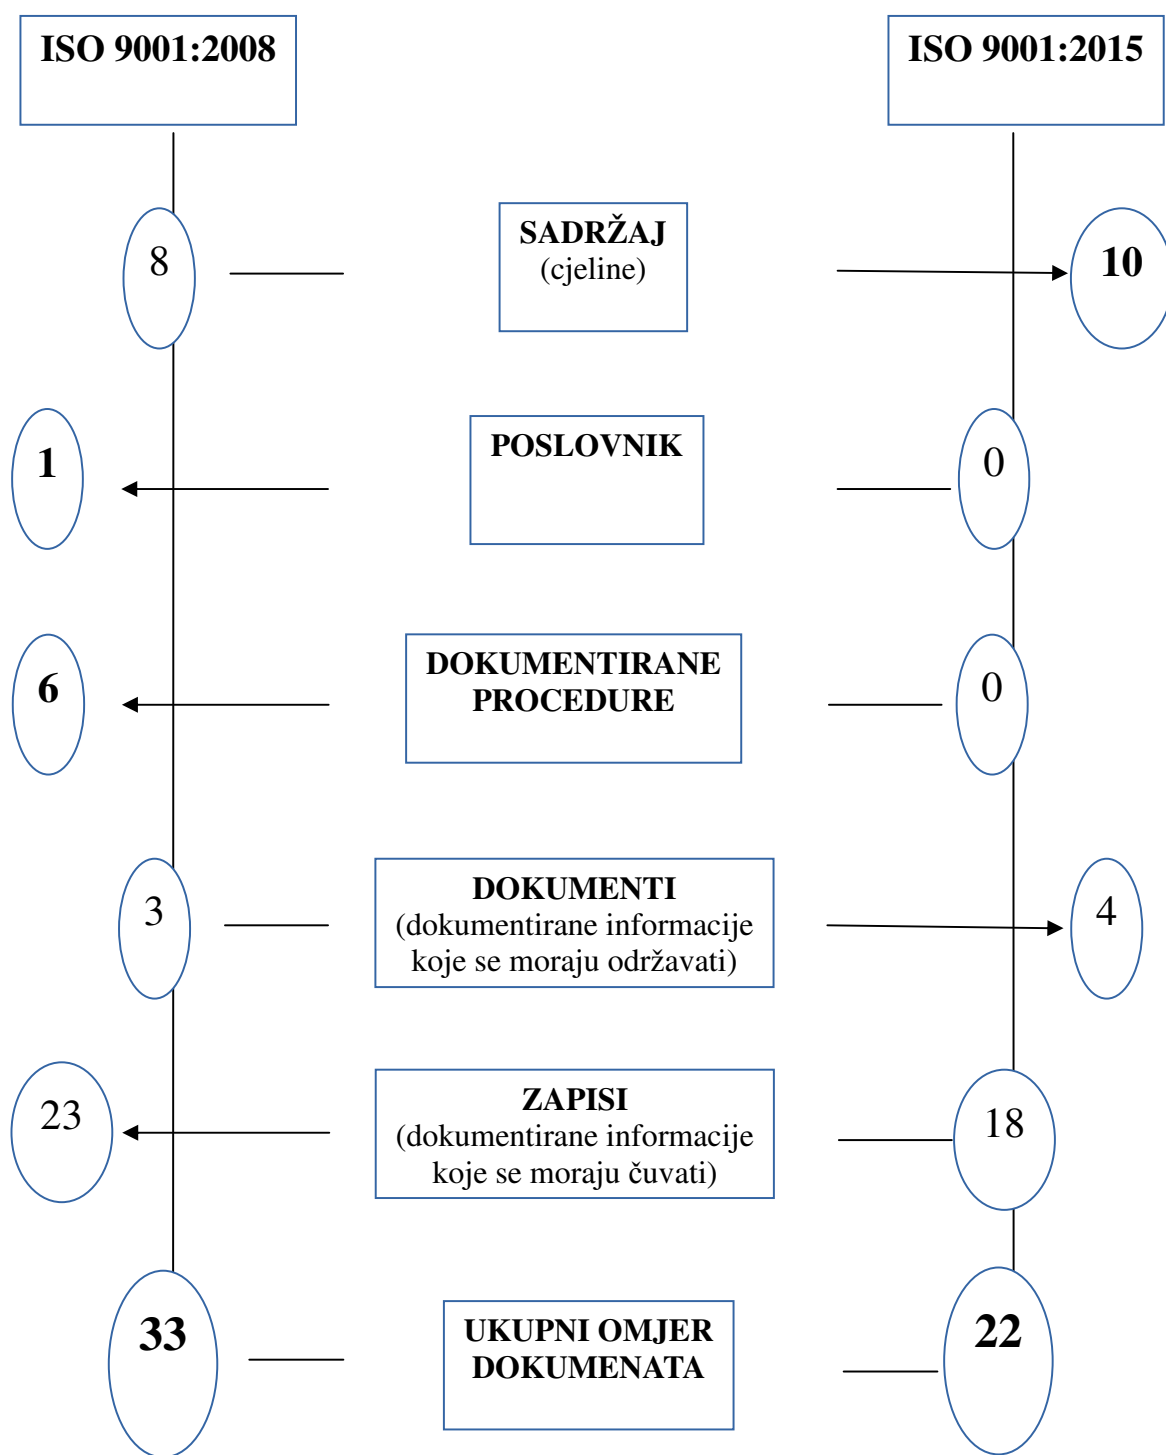 ISO 9001:2008
ISO 9001:2015
8
SADRŽAJ
(cjeline)
10
1
POSLOVNIK
0
6
DOKUMENTIRANE
PROCEDURE
0
3
DOKUMENTI
(dokumentirane informacije
koje se moraju održavati)
4
23
ZAPISI
(dokumentirane informacije
koje se moraju čuvati)
18
33
UKUPNI OMJER
DOKUMENATA
22